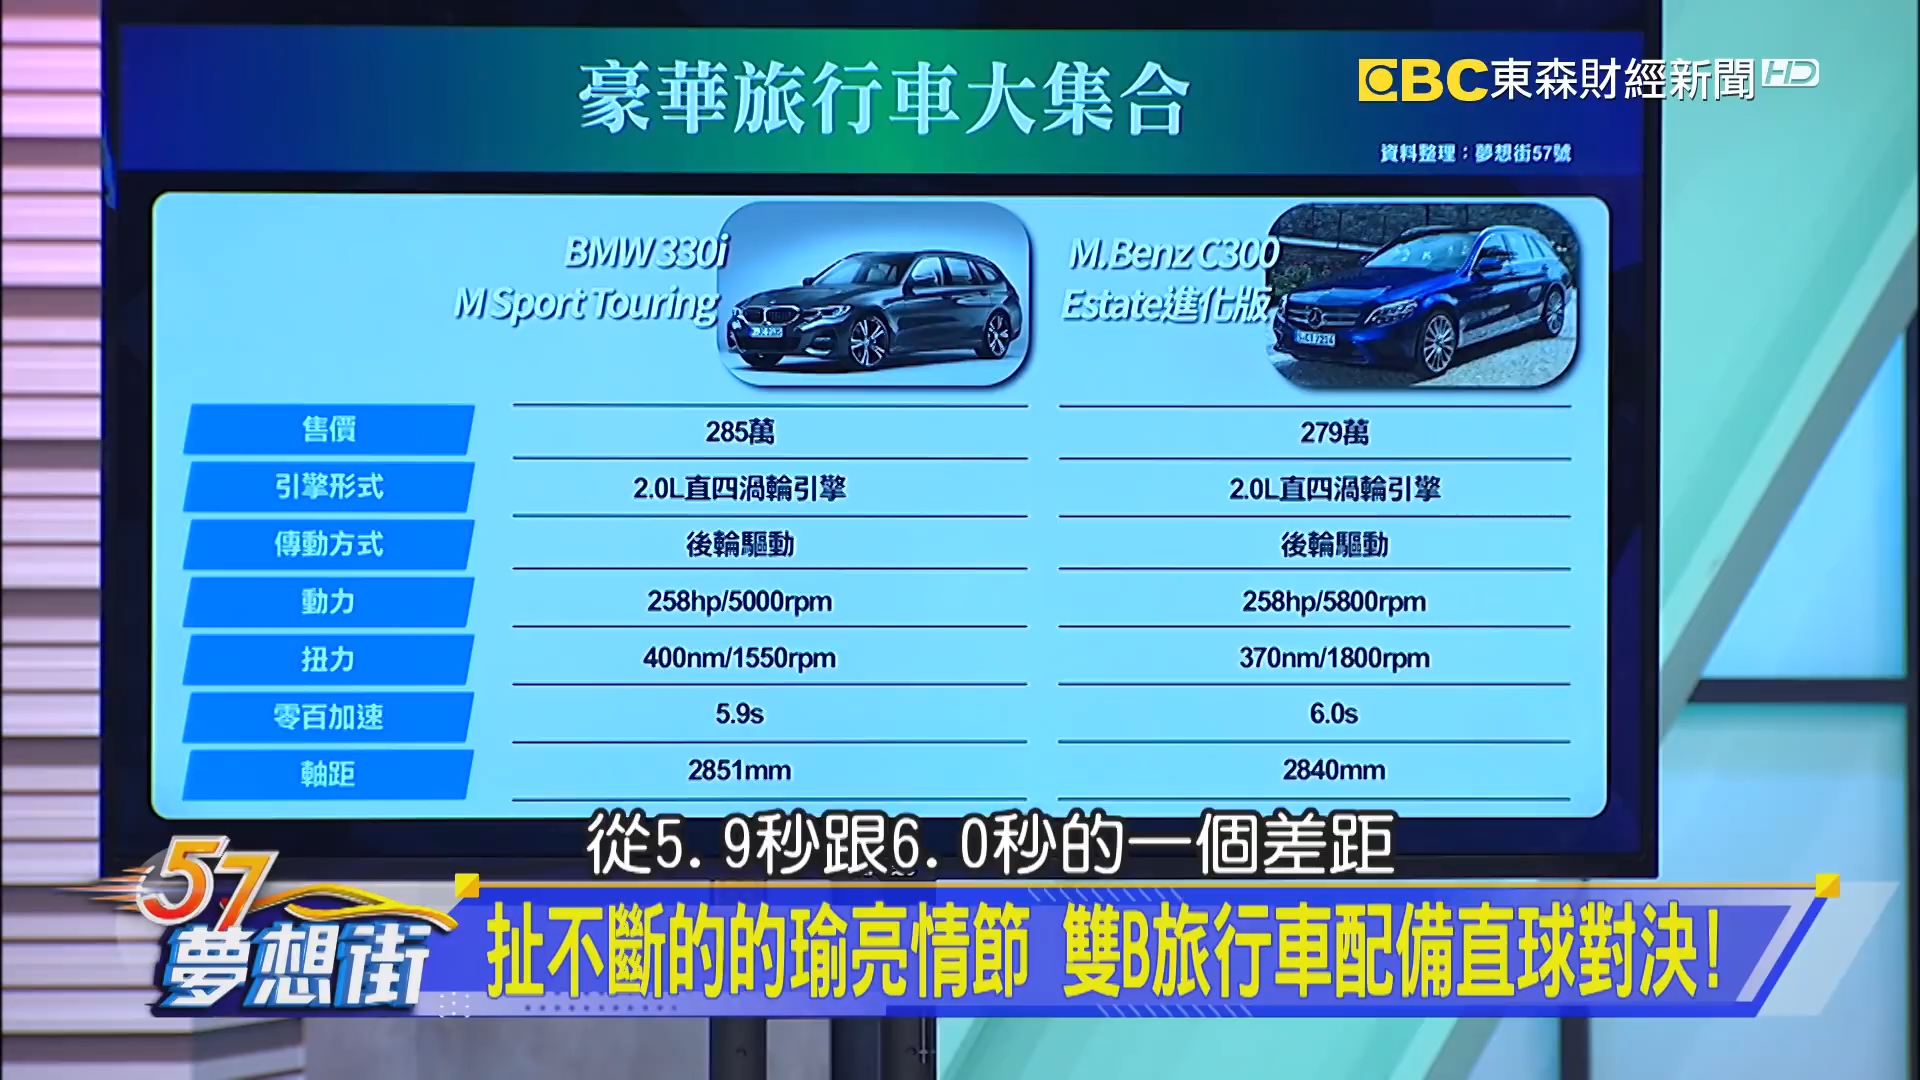 豪華旅行車大集合
EBC東森財經新聞HD
資料整理：夢想街57號
BMW 330i
M Sport Touring
M.Benz C300
Estate進化版
售價 285萬 279萬
引擎形式 2.0L直四渦輪引擎 2.0L直四渦輪引擎
傳動方式 後輪驅動 後輪驅動
動力 258hp/5000rpm 258hp/5800rpm
扭力 400nm/1550rpm 370nm/1800rpm
零百加速 5.9s 6.0s
軸距 2851mm 2840mm
從5.9秒跟6.0秒的一個差距
57
夢想街
扯不斷的的瑜亮情節 雙B旅行車配備直球對決!